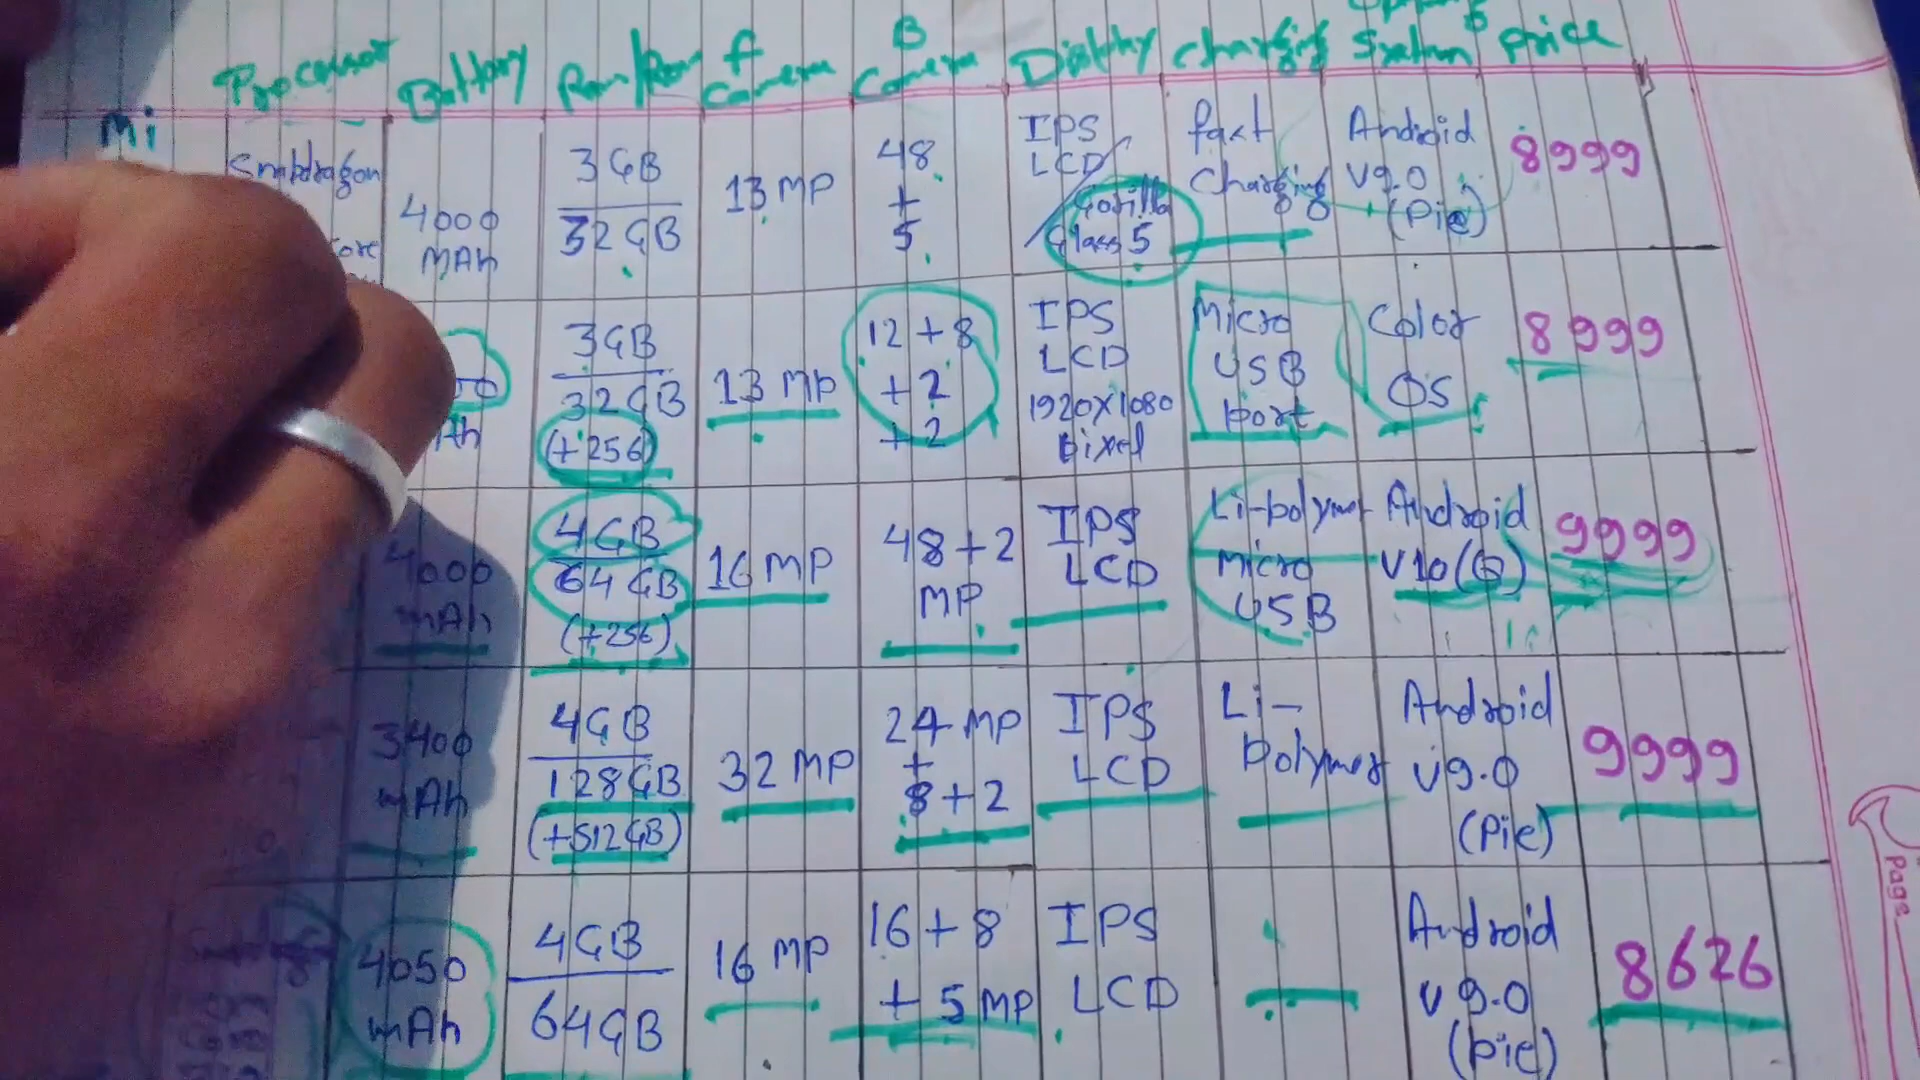 Processor Battery Ram/Rom f Camera B Camera Display Charging System Price
Mi
Snapdragon
4000
MAh
3GB
32GB
13 MP
48
+
5
IPS
LCD/
Gorilla
Glass 5
fast
Charging
Android
V9.0
(Pie)
8999
Ah
3GB
32GB
(+256)
13 MP
12 + 8
+ 2
+ 2
IPS
LCD
1920X1080
pixel
Micro
USB
port
Color
OS
8999
4000
mAh
4GB
64 GB
(+256)
16 MP
48+2
MP
IPS
LCD
Li-polymer
micro
USB
Android
V10(Q)
9999
3400
mAh
4GB
128GB
(+512GB)
32 MP
24 MP
+
8+2
IPS
LCD
Li-
polymer
Android
v9.0
(Pie)
9999
4050
mAh
4GB
64GB
16 MP
16+8
+ 5 MP
IPS
LCD
-
Android
v 9.0
(pie)
8626
Page